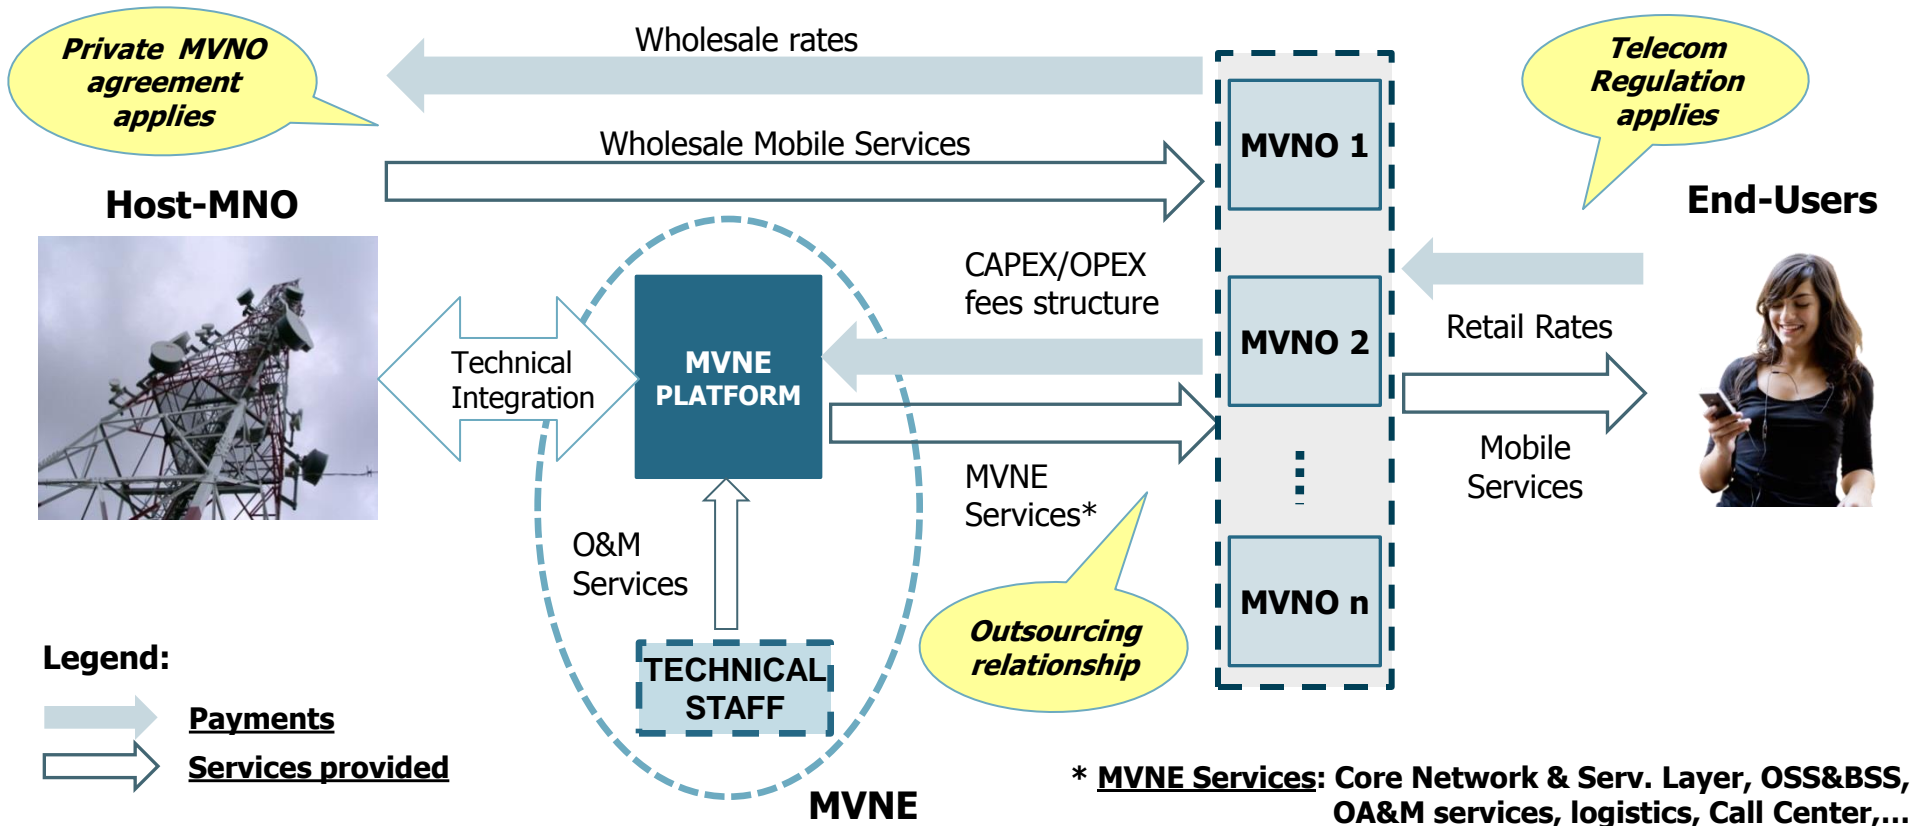 Private MVNO
agreement
applies
Wholesale rates
Telecom
Regulation
applies
Wholesale Mobile Services
MVNO 1
Host-MNO
End-Users
CAPEX/OPEX
fees structure
MVNO 2
Retail Rates
Technical
Integration
MVNE
PLATFORM
Mobile
Services
MVNE
Services*
O&M
Services
MVNO n
Outsourcing
relationship
TECHNICAL
STAFF
Legend:
Payments
Services provided
MVNE
* MVNE Services: Core Network & Serv. Layer, OSS&BSS,
OA&M services, logistics, Call Center,...